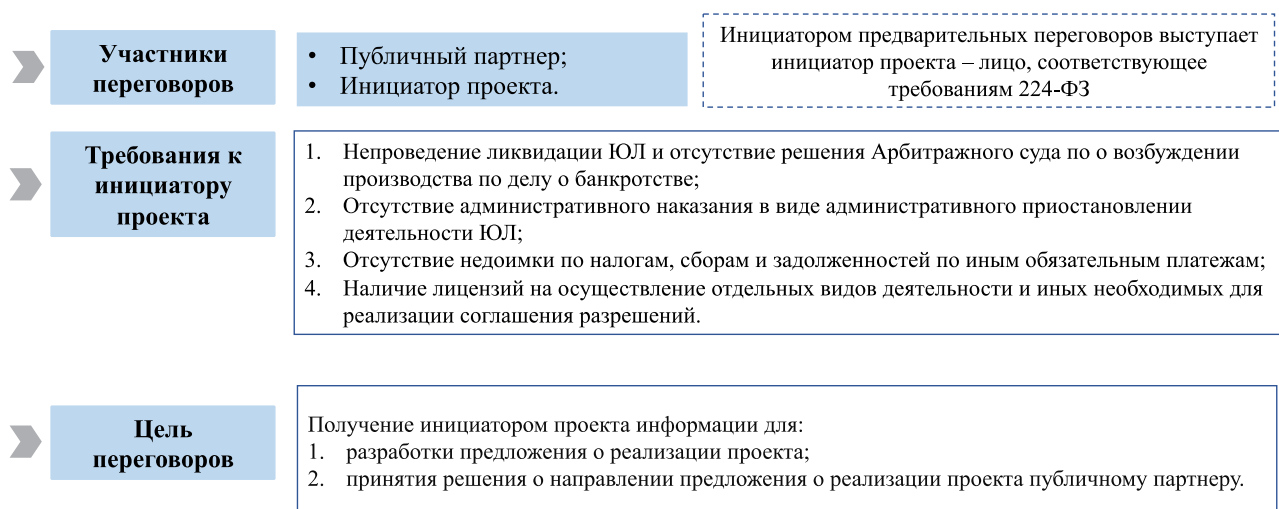 Участники
переговоров
• Публичный партнер;
• Инициатор проекта.
Инициатором предварительных переговоров выступает
инициатор проекта – лицо, соответствующее
требованиям 224-ФЗ
Требования к
инициатору
проекта
1. Непроведение ликвидации ЮЛ и отсутствие решения Арбитражного суда по о возбуждении
производства по делу о банкротстве;
2. Отсутствие административного наказания в виде административного приостановлении
деятельности ЮЛ;
3. Отсутствие недоимки по налогам, сборам и задолженностей по иным обязательным платежам;
4. Наличие лицензий на осуществление отдельных видов деятельности и иных необходимых для
реализации соглашения разрешений.
Цель
переговоров
Получение инициатором проекта информации для:
1. разработки предложения о реализации проекта;
2. принятия решения о направлении предложения о реализации проекта публичному партнеру.